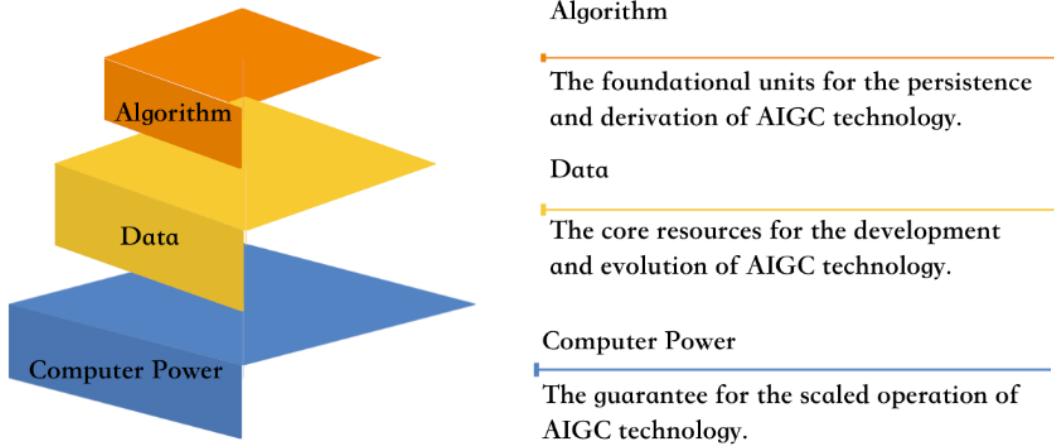 Algorithm
Data
Computer Power
Algorithm
The foundational units for the persistence
and derivation of AIGC technology.
Data
The core resources for the development
and evolution of AIGC technology.
Computer Power
The guarantee for the scaled operation of
AIGC technology.